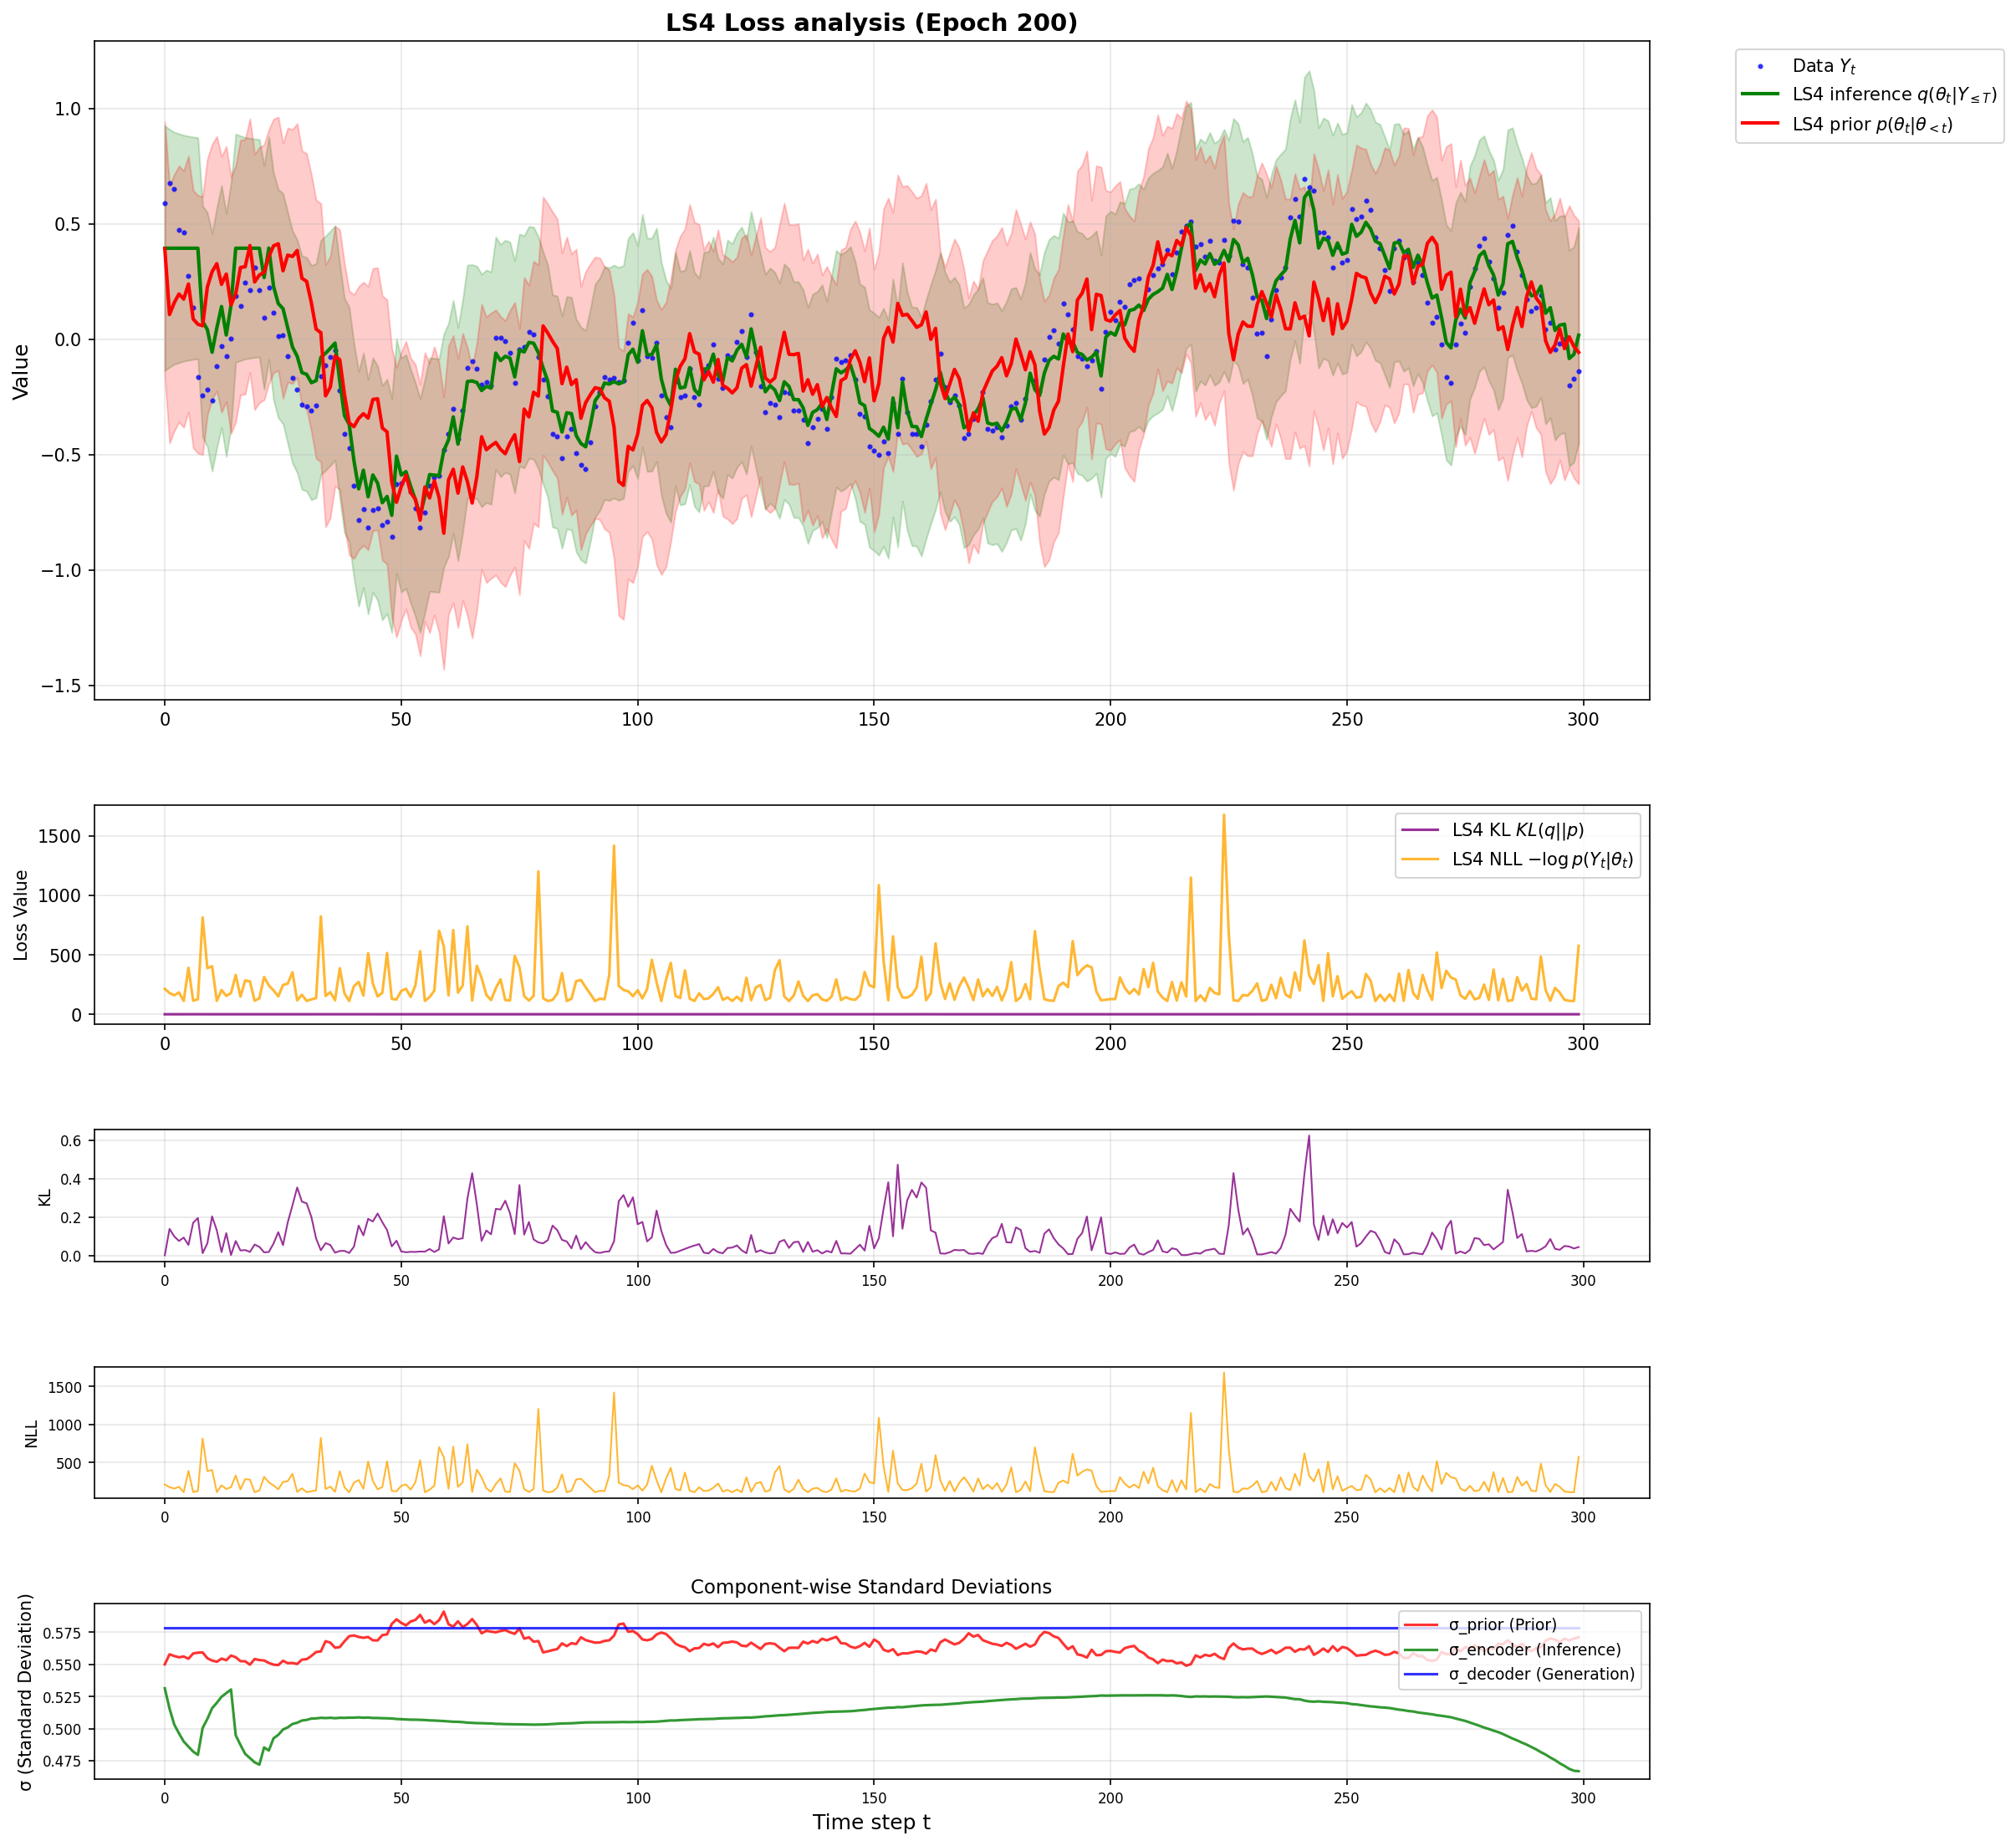 LS4 Loss analysis (Epoch 200)
Data Y_t
LS4 inference q(θ_t|Y_{≤T})
LS4 prior p(θ_t|θ_{<t})
Value
1.0
0.5
0.0
−0.5
−1.0
−1.5
0 50 100 150 200 250 300
Loss Value
1500
1000
500
0
LS4 KL KL(q||p)
LS4 NLL −log p(Y_t|θ_t)
0 50 100 150 200 250 300
KL
0.6
0.4
0.2
0.0
0 50 100 150 200 250 300
NLL
1500
1000
500
0 50 100 150 200 250 300
Component-wise Standard Deviations
σ (Standard Deviation)
0.575
0.550
0.525
0.500
0.475
σ_prior (Prior)
σ_encoder (Inference)
σ_decoder (Generation)
0 50 100 150 200 250 300
Time step t